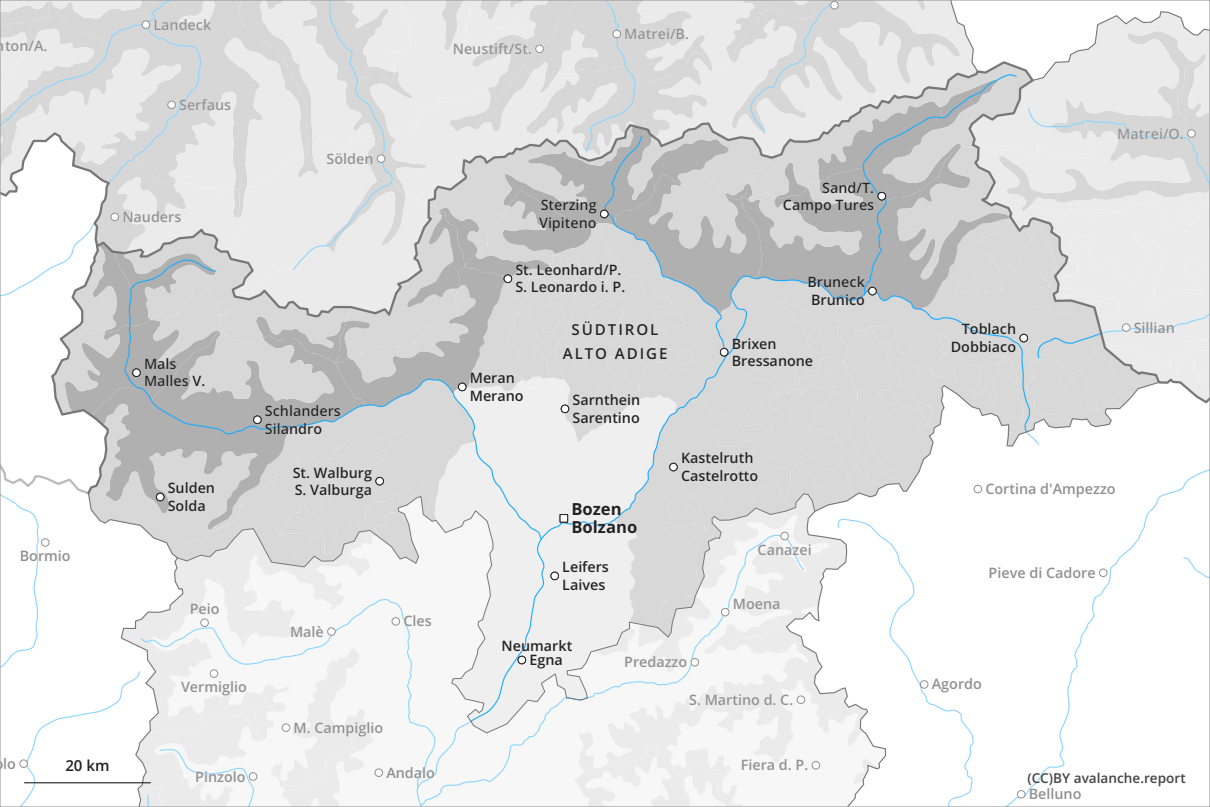 Landeck
nton/A.
Neustift/St.
Matrei/B.
Serfaus
Matrei/O.
Sölden
Sand/T.
Campo Tures
Sterzing
Vipiteno
Nauders
St. Leonhard/P.
S. Leonardo i. P.
Bruneck
Brunico
SÜDTIROL
ALTO ADIGE
Toblach
Dobbiaco
Sillian
Brixen
Bressanone
Mals
Malles V.
Meran
Merano
Sarnthein
Sarentino
Schlanders
Silandro
Kastelruth
Castelrotto
St. Walburg
S. Valburga
Sulden
Solda
Cortina d'Ampezzo
Bozen
Bolzano
Bormio
Canazei
Leifers
Laives
Pieve di Cadore
Peio
Moena
Malè
Cles
Neumarkt
Egna
Predazzo
Vermiglio
Agordo
S. Martino d. C.
M. Campiglio
olo
20 km
Pinzolo
Andalo
Fiera d. P.
(CC)BY avalanche.report
Belluno